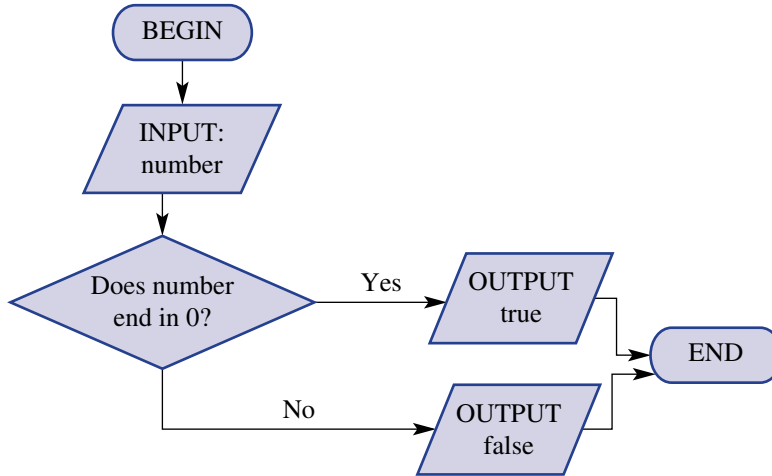 BEGIN
INPUT:
number
Does number
end in 0?
Yes
OUTPUT
true
END
No
OUTPUT
false